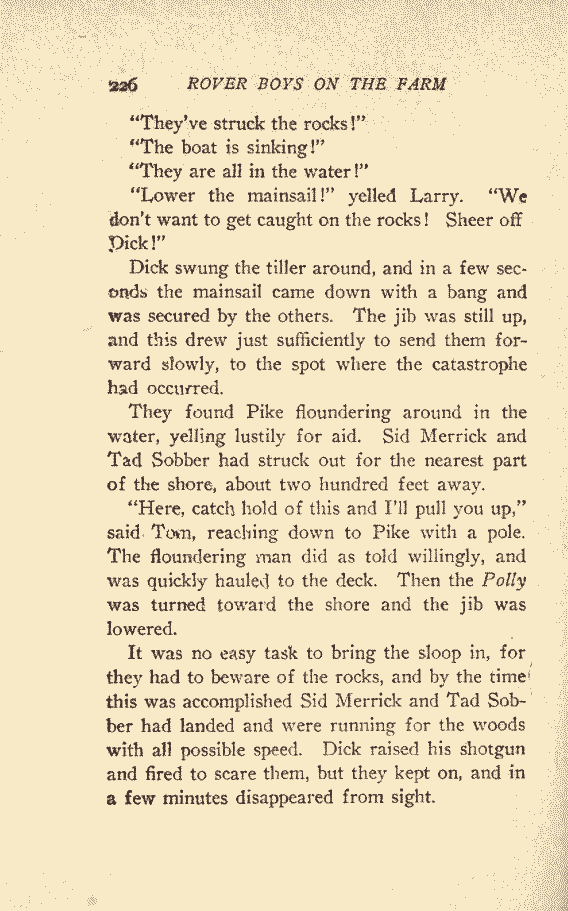 226 ROVER BOYS ON THE FARM
“They've struck the rocks!”
“The boat is sinking!”
“They are all in the water!”
“Lower the mainsail!” yelled Larry. “We
don't want to get caught on the rocks! Sheer off
Dick!”
Dick swung the tiller around, and in a few sec-
onds the mainsail came down with a bang and
was secured by the others. The jib was still up,
and this drew just sufficiently to send them for-
ward slowly, to the spot where the catastrophe
had occurred.
They found Pike floundering around in the
water, yelling lustily for aid. Sid Merrick and
Tad Sobber had struck out for the nearest part
of the shore, about two hundred feet away.
“Here, catch hold of this and I'll pull you up,”
said Tom, reaching down to Pike with a pole.
The floundering man did as told willingly, and
was quickly hauled to the deck. Then the Polly
was turned toward the shore and the jib was
lowered.
It was no easy task to bring the sloop in, for
they had to beware of the rocks, and by the time
this was accomplished Sid Merrick and Tad Sob-
ber had landed and were running for the woods
with all possible speed. Dick raised his shotgun
and fired to scare them, but they kept on, and in
a few minutes disappeared from sight.